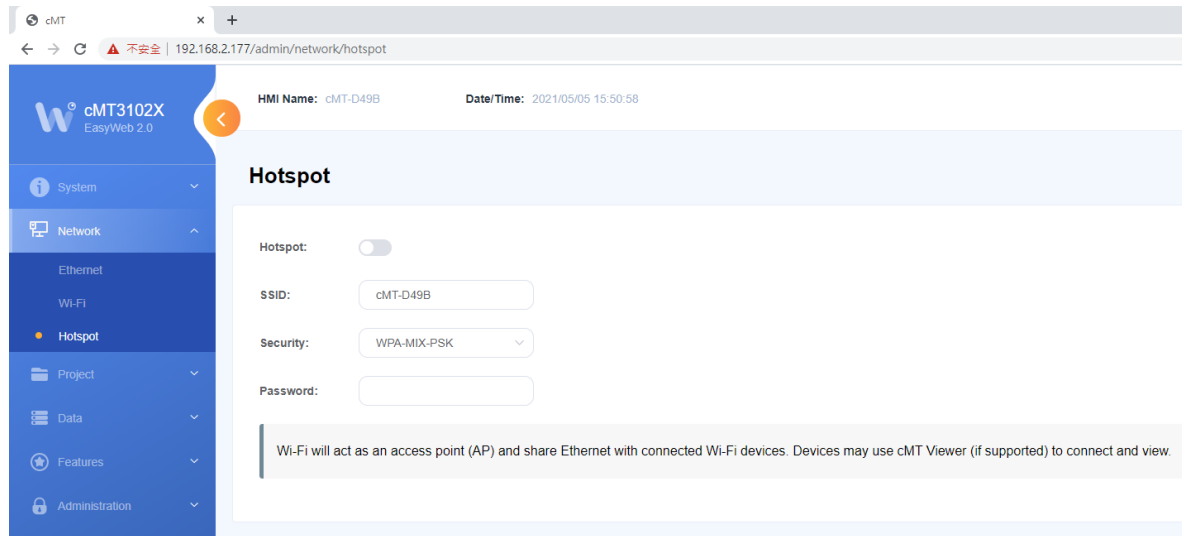 cMT
不安全 | 192.168.2.177/admin/network/hotspot
cMT3102X
EasyWeb 2.0
HMI Name: cMT-D49B Date/Time: 2021/05/05 15:50:58
System
Network
Ethernet
Wi-Fi
Hotspot
Project
Data
Features
Administration
Hotspot
Hotspot:
SSID: cMT-D49B
Security: WPA-MIX-PSK
Password:
Wi-Fi will act as an access point (AP) and share Ethernet with connected Wi-Fi devices. Devices may use cMT Viewer (if supported) to connect and view.